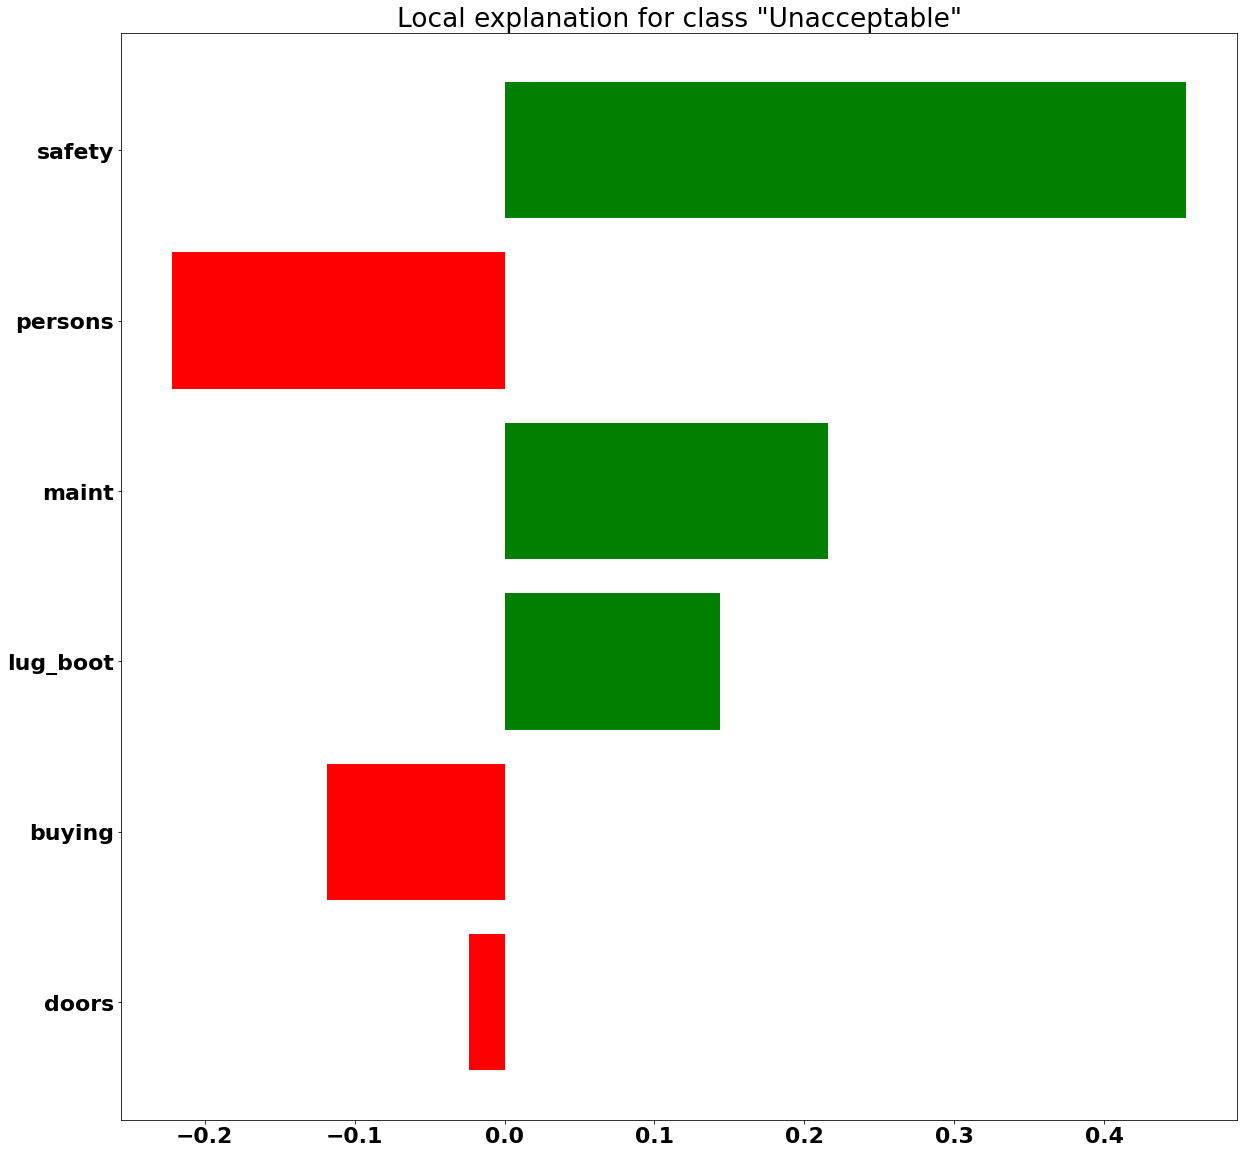 Local explanation for class "Unacceptable"
safety
persons
maint
lug_boot
buying
doors
−0.2 −0.1 0.0 0.1 0.2 0.3 0.4